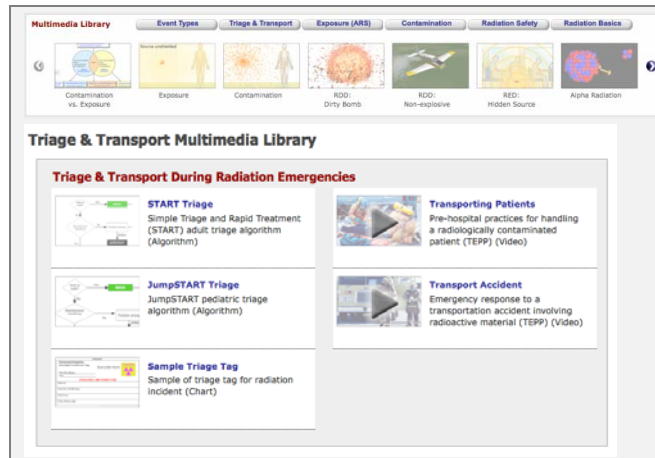 Multimedia Library
Event Types
Triage & Transport
Exposure (ARS)
Contamination
Radiation Safety
Radiation Basics
Source unshielded
Contamination
vs. Exposure
Exposure
Contamination
RDD:
Dirty Bomb
RDD:
Non-explosive
RED:
Hidden Source
Alpha Radiation
Triage & Transport Multimedia Library
Triage & Transport During Radiation Emergencies
START Triage
Simple Triage and Rapid Treatment
(START) adult triage algorithm
(Algorithm)
JumpSTART Triage
JumpSTART pediatric triage
algorithm (Algorithm)
Sample Triage Tag
Sample of triage tag for radiation
incident (Chart)
Transporting Patients
Pre-hospital practices for handling
a radiologically contaminated
patient (TEPP) (Video)
Transport Accident
Emergency response to a
transportation accident involving
radioactive material (TEPP) (Video)